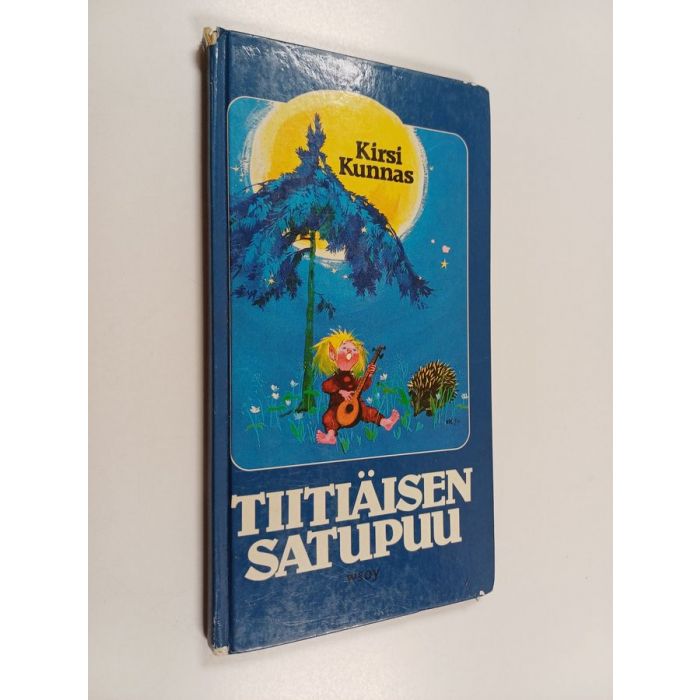 Kirsi
Kunnas
TIITIÄISEN
SATUPUU
WSOY